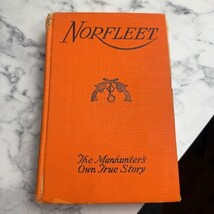 NORFLEET
The Manhunter's
Own True Story